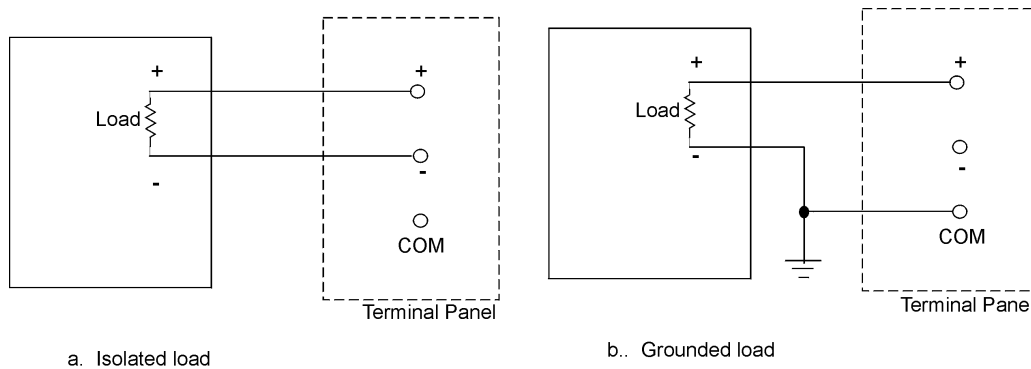 +
+
Load
-
-
COM
Terminal Panel
a. Isolated load
+
+
Load
-
-
COM
Terminal Pane
b.. Grounded load